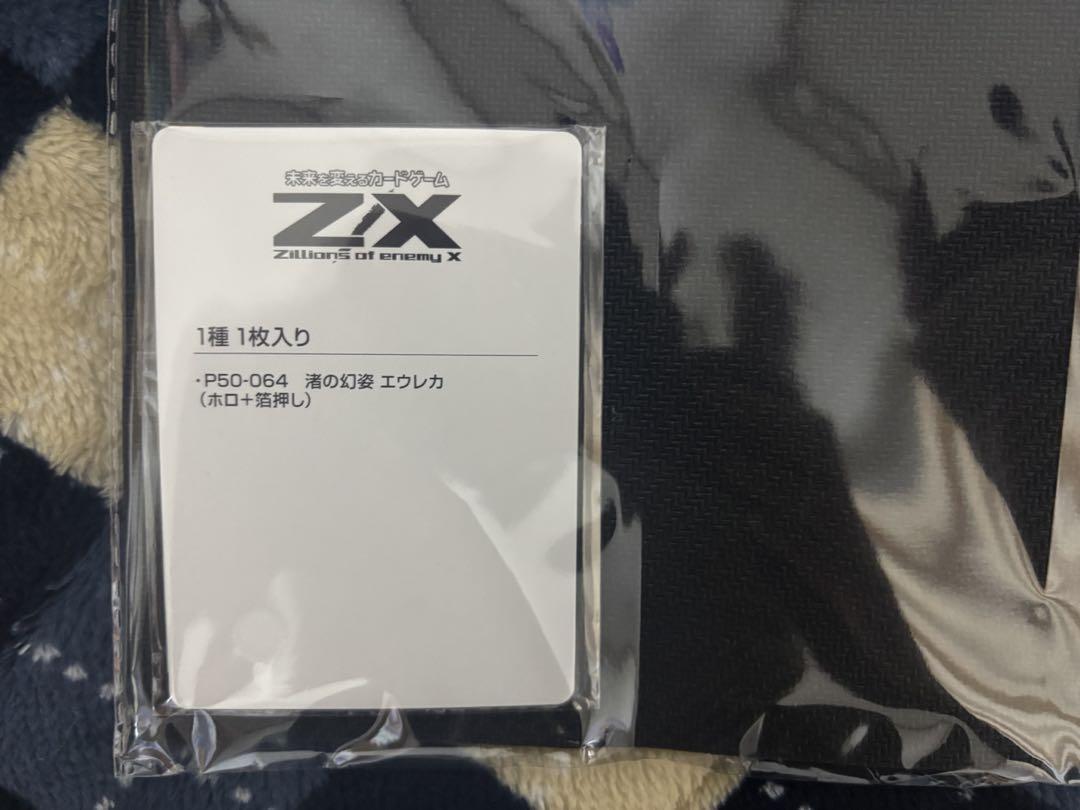 未来を変えるカードゲーム
Z/X
Zillions of enemy X
1種 1枚入り
・P50-064 渚の幻姿 エウレカ
（ホロ＋箔押し）